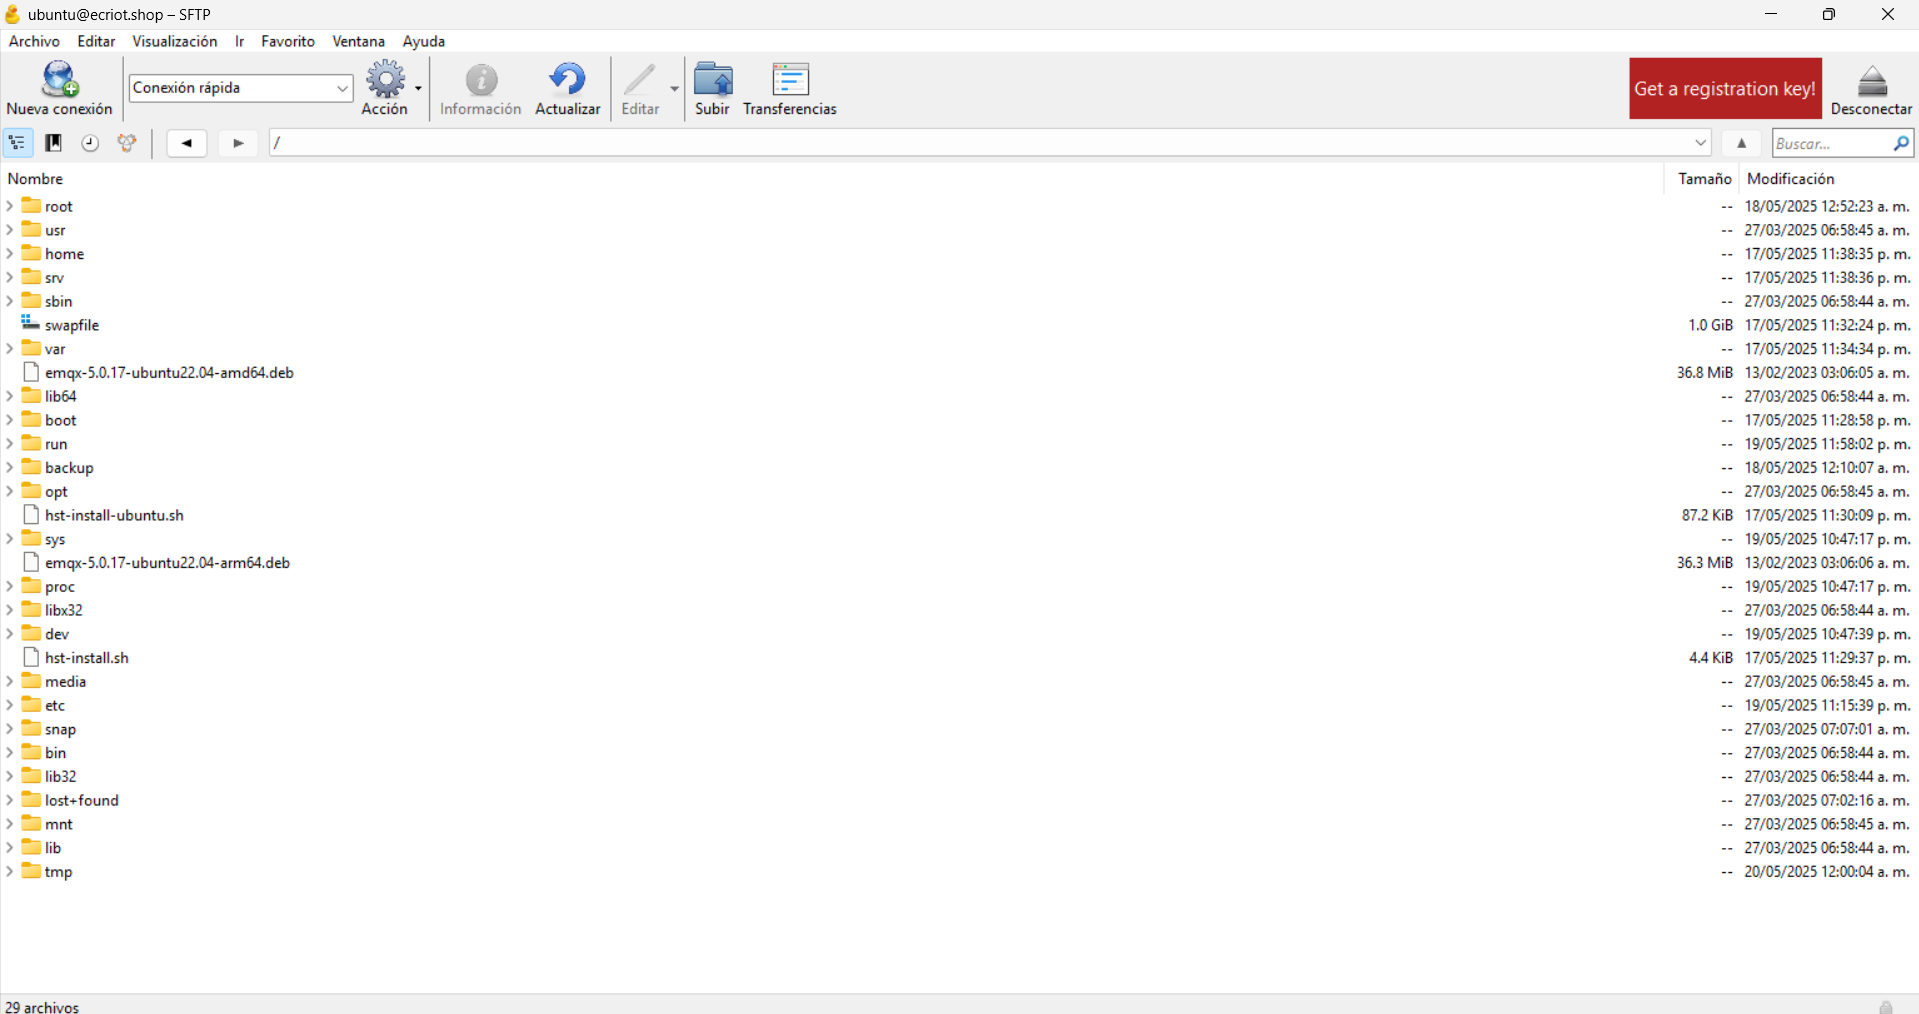 ubuntu@ecriot.shop – SFTP
Archivo Editar Visualización Ir Favorito Ventana Ayuda
Nueva conexión Conexión rápida Acción Información Actualizar Editar Subir Transferencias Get a registration key! Desconectar
/ Buscar...
Nombre Tamaño Modificación
root -- 18/05/2025 12:52:23 a. m.
usr -- 27/03/2025 06:58:45 a. m.
home -- 17/05/2025 11:38:35 p. m.
srv -- 17/05/2025 11:38:36 p. m.
sbin -- 27/03/2025 06:58:44 a. m.
swapfile 1.0 GiB 17/05/2025 11:32:24 p. m.
var -- 17/05/2025 11:34:34 p. m.
emqx-5.0.17-ubuntu22.04-amd64.deb 36.8 MiB 13/02/2023 03:06:05 a. m.
lib64 -- 27/03/2025 06:58:44 a. m.
boot -- 17/05/2025 11:28:58 p. m.
run -- 19/05/2025 11:58:02 p. m.
backup -- 18/05/2025 12:10:07 a. m.
opt -- 27/03/2025 06:58:45 a. m.
hst-install-ubuntu.sh 87.2 KiB 17/05/2025 11:30:09 p. m.
sys -- 19/05/2025 10:47:17 p. m.
emqx-5.0.17-ubuntu22.04-arm64.deb 36.3 MiB 13/02/2023 03:06:06 a. m.
proc -- 19/05/2025 10:47:17 p. m.
libx32 -- 27/03/2025 06:58:44 a. m.
dev -- 19/05/2025 10:47:39 p. m.
hst-install.sh 4.4 KiB 17/05/2025 11:29:37 p. m.
media -- 27/03/2025 06:58:45 a. m.
etc -- 19/05/2025 11:15:39 p. m.
snap -- 27/03/2025 07:07:01 a. m.
bin -- 27/03/2025 06:58:44 a. m.
lib32 -- 27/03/2025 06:58:44 a. m.
lost+found -- 27/03/2025 07:02:16 a. m.
mnt -- 27/03/2025 06:58:45 a. m.
lib -- 27/03/2025 06:58:44 a. m.
tmp -- 20/05/2025 12:00:04 a. m.
29 archivos